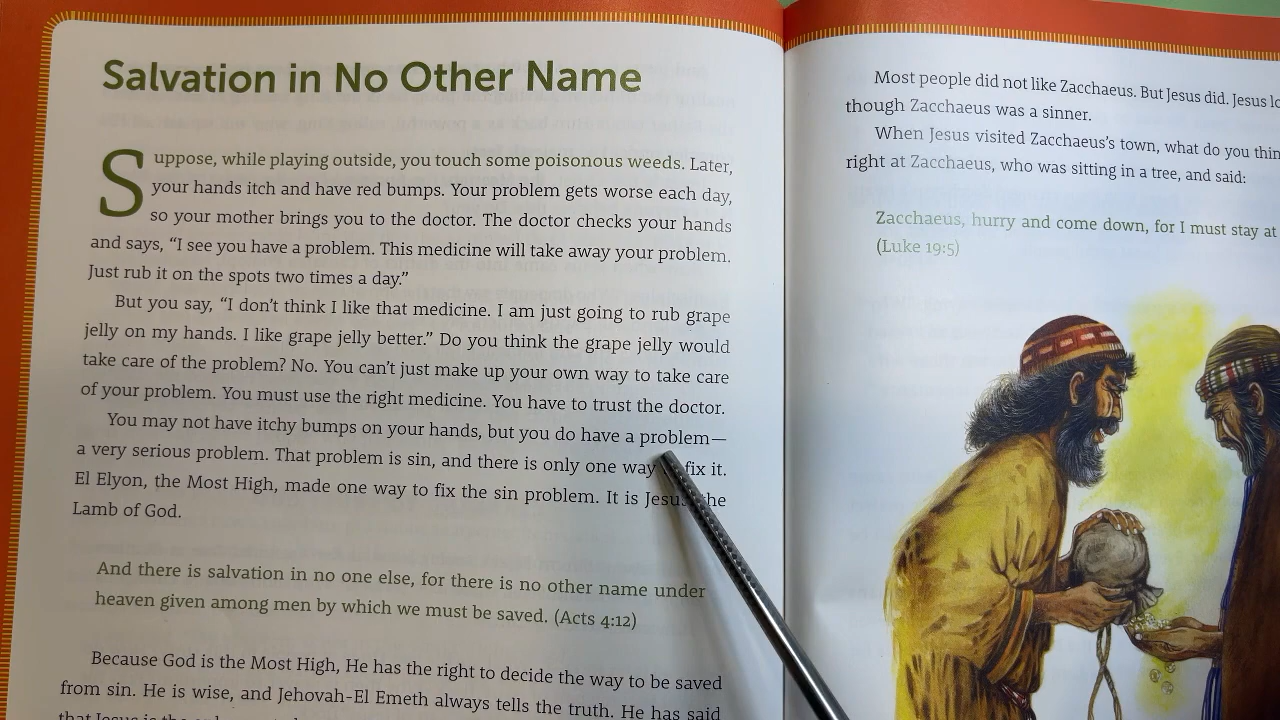 Salvation in No Other Name
Suppose, while playing outside, you touch some poisonous weeds. Later,
your hands itch and have red bumps. Your problem gets worse each day,
so your mother brings you to the doctor. The doctor checks your hands
and says, “I see you have a problem. This medicine will take away your problem.
Just rub it on the spots two times a day.”
But you say, “I don’t think I like that medicine. I am just going to rub grape
jelly on my hands. I like grape jelly better.” Do you think the grape jelly would
take care of the problem? No. You can’t just make up your own way to take care
of your problem. You must use the right medicine. You have to trust the doctor.
You may not have itchy bumps on your hands, but you do have a problem—
a very serious problem. That problem is sin, and there is only one way fix it.
El Elyon, the Most High, made one way to fix the sin problem. It is the
Lamb of God.
And there is salvation in no one else, for there is no other name under
heaven given among men by which we must be saved. (Acts 4:12)
Because God is the Most High, He has the right to decide the way to be saved
from sin. He is wise, and Jehovah-El Emeth always tells the truth. He has said
that Jesus is the
Most people did not like Zacchaeus. But Jesus did. Jesus
though Zacchaeus was a sinner.
When Jesus visited Zacchaeus’s town, what do you
right at Zacchaeus, who was sitting in a tree, and said:
Zacchaeus, hurry and come down, for I must stay at
(Luke 19:5)